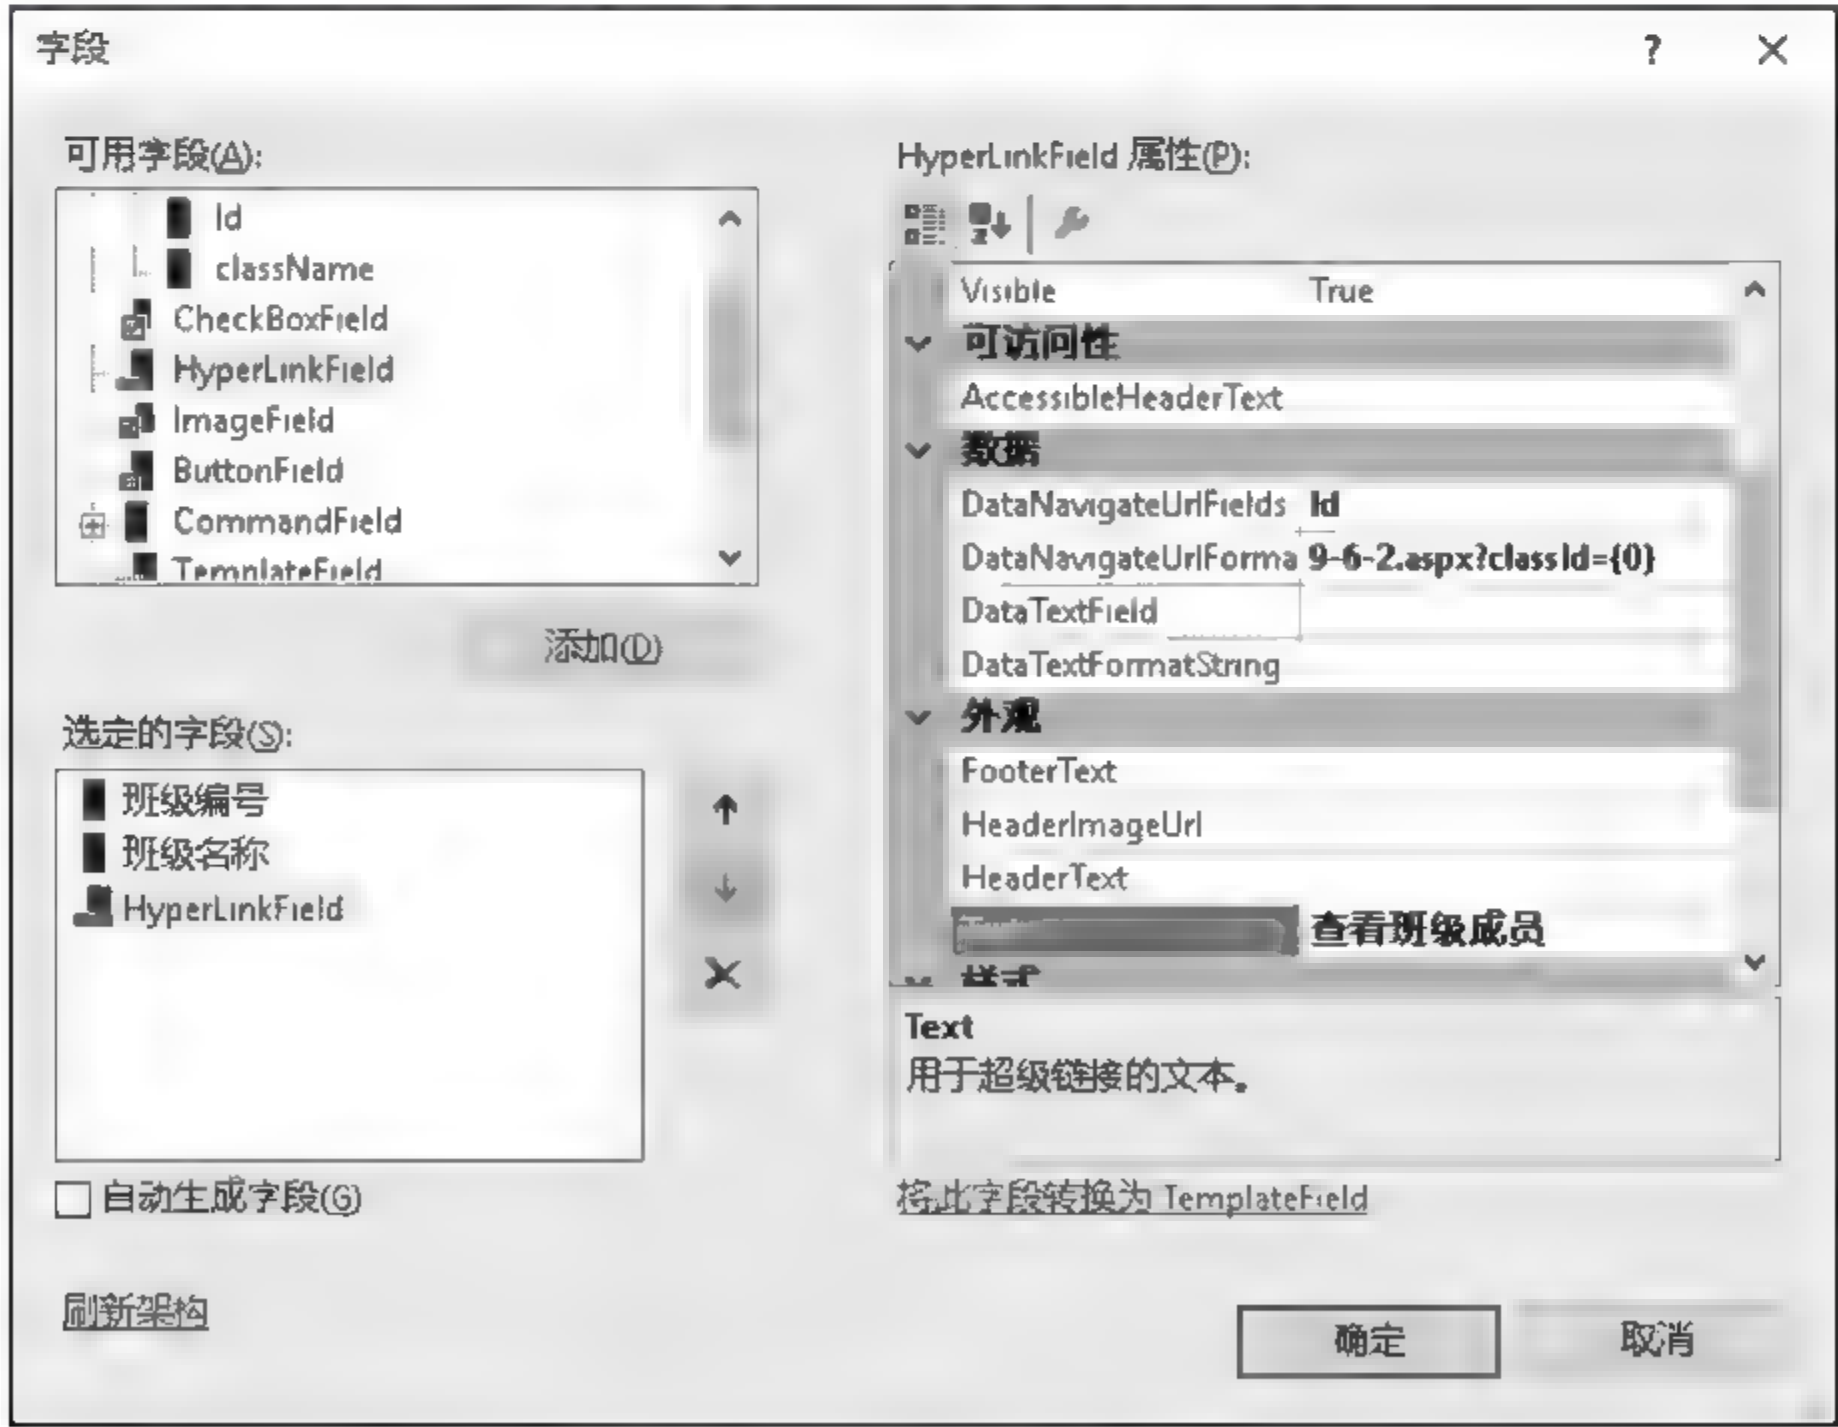 字段
?
可用字段(A):
Id
className
CheckBoxField
HyperLinkField
ImageField
ButtonField
CommandField
TemplateField
添加(D)
选定的字段(S):
班级编号
班级名称
HyperLinkField
自动生成字段(G)
刷新架构
HyperLinkField 属性(P):
Visible True
可访问性
AccessibleHeaderText
数据
DataNavigateUrlFields Id
DataNavigateUrlForma 9-6-2.aspx?classId={0}
DataTextField
DataTextFormatString
外观
FooterText
HeaderImageUrl
HeaderText
查看班级成员
样式
Text
用于超级链接的文本。
将此字段转换为 TemplateField
确定
取消